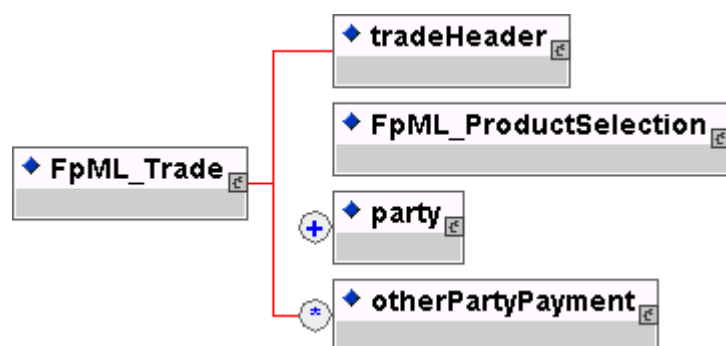 tradeHeader
FpML_ProductSelection
FpML_Trade
+ party
* otherPartyPayment